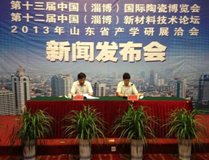 第十三届中国（淄博）国际陶瓷博览会
第十二届中国（淄博）新材料技术论坛
2013年山东省产学研展洽会
新闻发布会